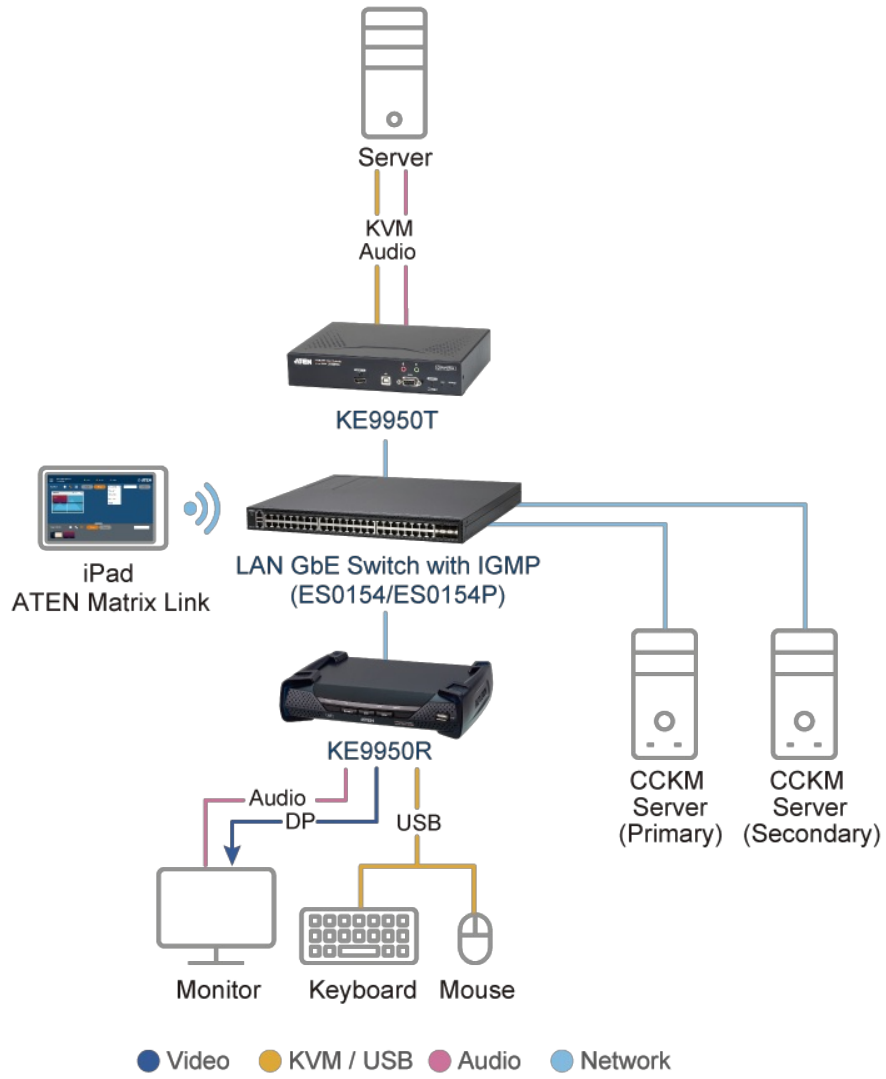 Server
KVM
Audio
ATEN
KE9950T
LAN GbE Switch with IGMP
(ES0154/ES0154P)
iPad
ATEN Matrix Link
KE9950R
Audio
DP
USB
CCKM
Server
(Primary)
CCKM
Server
(Secondary)
Monitor
Keyboard
Mouse
Video
KVM / USB
Audio
Network